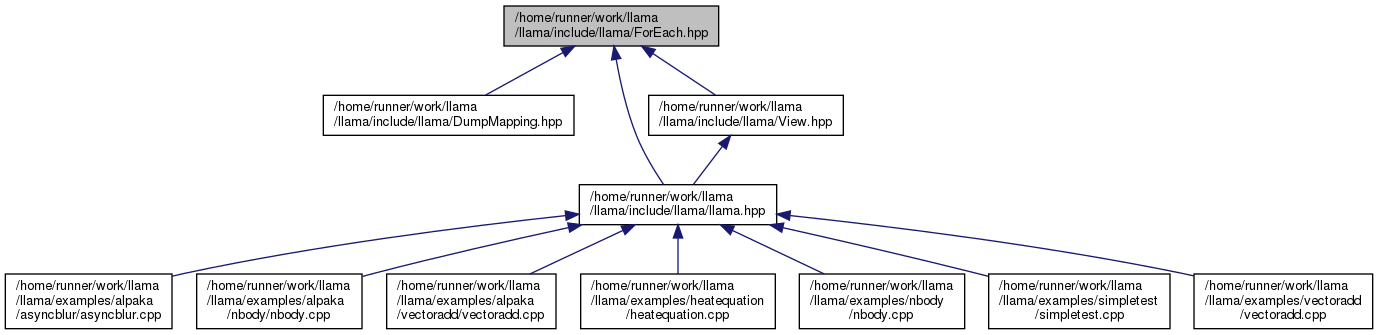 /home/runner/work/llama
/llama/include/llama/ForEach.hpp
/home/runner/work/llama
/llama/include/llama/DumpMapping.hpp
/home/runner/work/llama
/llama/include/llama/View.hpp
/home/runner/work/llama
/llama/include/llama/llama.hpp
/home/runner/work/llama
/llama/examples/alpaka
/asyncblur/asyncblur.cpp
/home/runner/work/llama
/llama/examples/alpaka
/nbody/nbody.cpp
/home/runner/work/llama
/llama/examples/alpaka
/vectoradd/vectoradd.cpp
/home/runner/work/llama
/llama/examples/heatequation
/heatequation.cpp
/home/runner/work/llama
/llama/examples/nbody
/nbody.cpp
/home/runner/work/llama
/llama/examples/simpletest
/simpletest.cpp
/home/runner/work/llama
/llama/examples/vectoradd
/vectoradd.cpp